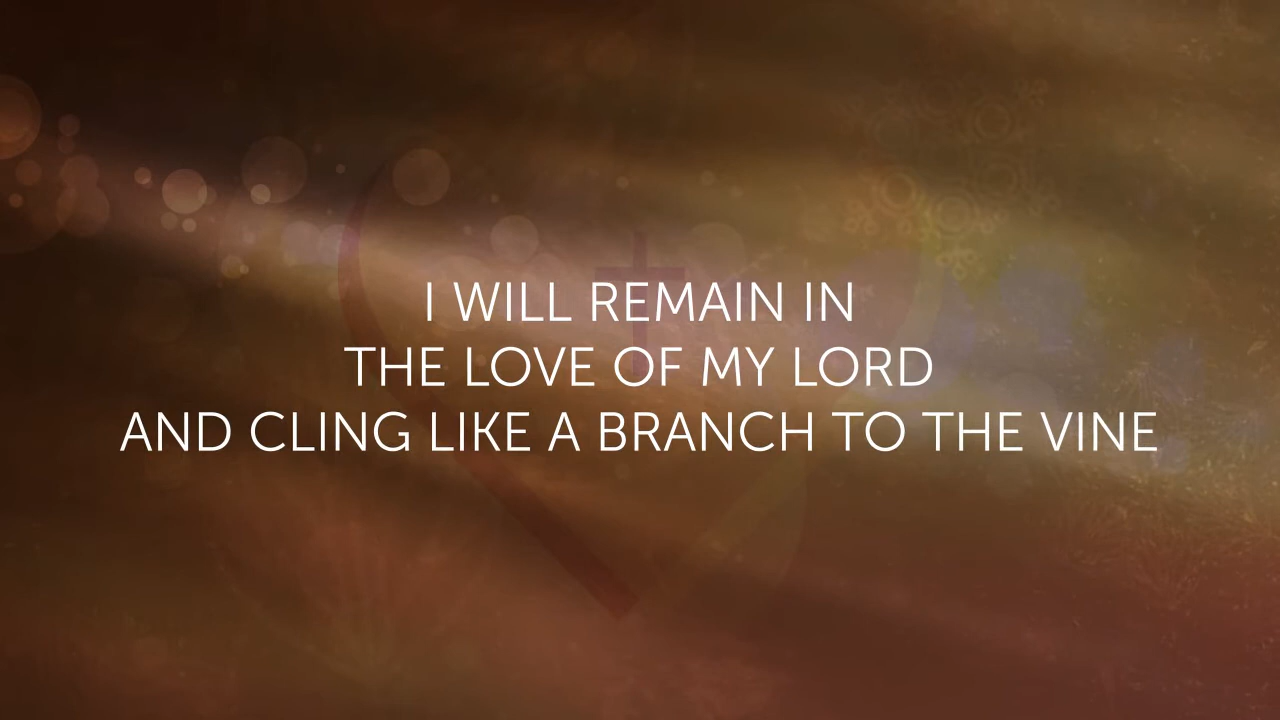 I WILL REMAIN IN
THE LOVE OF MY LORD
AND CLING LIKE A BRANCH TO THE VINE